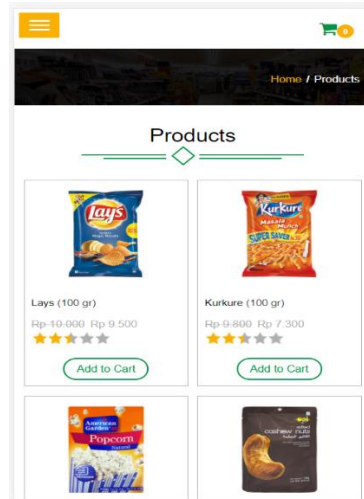 0
Home / Products
Products
Lay's
Lays (100 gr)
Rp 10.000 Rp 9.500
Add to Cart
KurKure
Masala
Munch
SUPER SAVER
Kurkure (100 gr)
Rp 9.800 Rp 7.300
Add to Cart
American
Garden
Popcorn
Natural
salted
cashew nuts